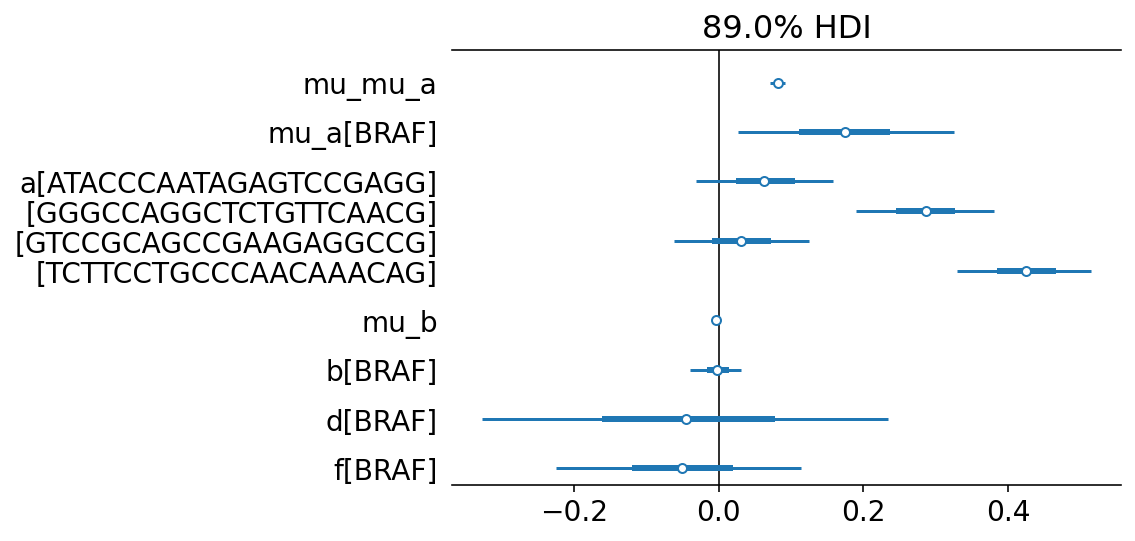 89.0% HDI
mu_mu_a
mu_a[BRAF]
a[ATACCCAATAGAGTCCGAGG]
[GGGCCAGGCTCTGTTCAACG]
[GTCCGCAGCCGAAGAGGCCG]
[TCTTCCTGCCCAACAAACAG]
mu_b
b[BRAF]
d[BRAF]
f[BRAF]
−0.2 0.0 0.2 0.4